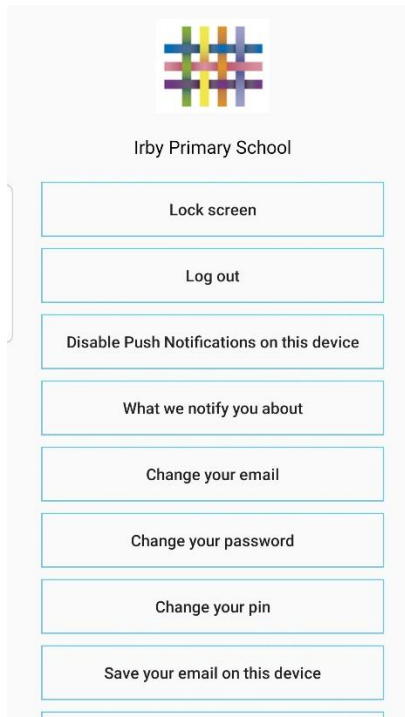 Irby Primary School
Lock screen
Log out
Disable Push Notifications on this device
What we notify you about
Change your email
Change your password
Change your pin
Save your email on this device